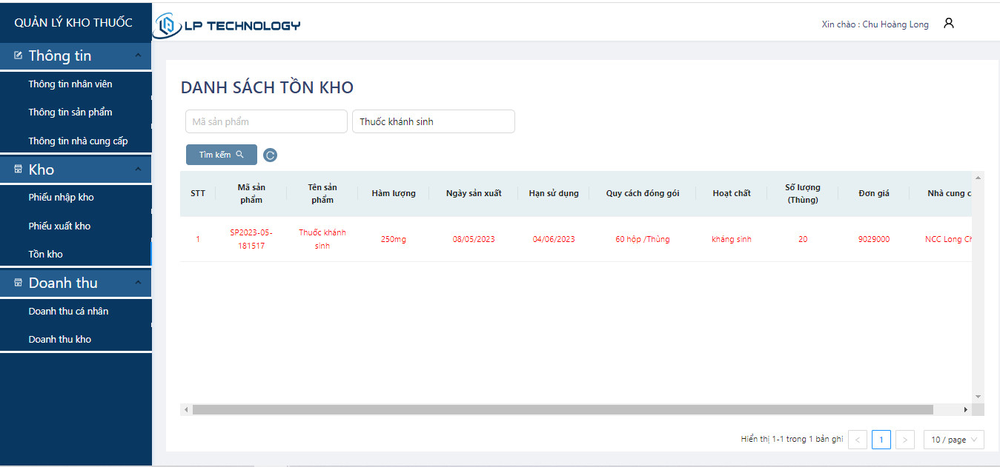 QUẢN LÝ KHO THUỐC
LP TECHNOLOGY
Xin chào : Chu Hoàng Long
Thông tin
Thông tin nhân viên
Thông tin sản phẩm
Thông tin nhà cung cấp
Kho
Phiếu nhập kho
Phiếu xuất kho
Tồn kho
Doanh thu
Doanh thu cá nhân
Doanh thu kho
DANH SÁCH TỒN KHO
Mã sản phẩm
Thuốc khánh sinh
Tìm kếm
STT
Mã sản
phẩm
Tên sản
phẩm
Hàm lượng
Ngày sản xuất
Hạn sử dụng
Quy cách đóng gói
Hoạt chất
Số lượng
(Thùng)
Đơn giá
Nhà cung c
1
SP2023-05-
181517
Thuốc khánh
sinh
250mg
08/05/2023
04/06/2023
60 hộp /Thùng
kháng sinh
20
9029000
NCC Long Ch
Hiển thị 1-1 trong 1 bản ghi
<
1
>
10 / page